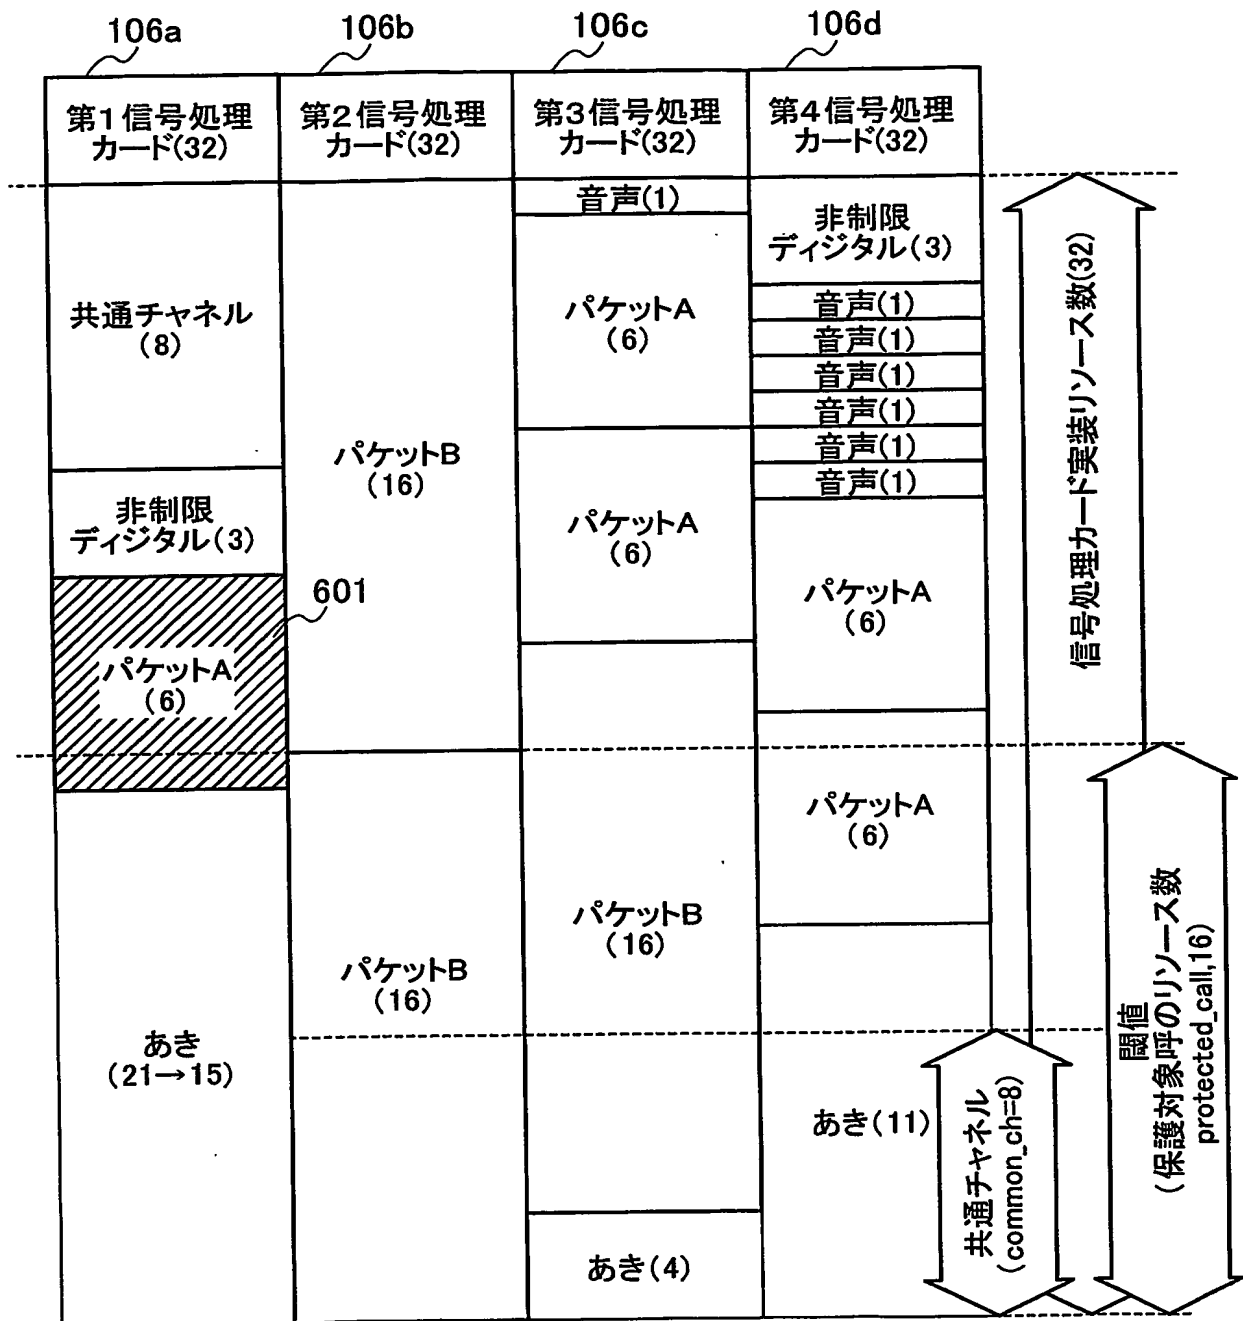 106a
106b
106c
106d
第1信号処理
カード(32)
第2信号処理
カード(32)
第3信号処理
カード(32)
第4信号処理
カード(32)
共通チャネル
(8)
非制限
ディジタル(3)
601
パケットA
(6)
あき
(21→15)
パケットB
(16)
パケットB
(16)
音声(1)
パケットA
(6)
パケットA
(6)
パケットB
(16)
あき(4)
非制限
ディジタル(3)
音声(1)
音声(1)
音声(1)
音声(1)
音声(1)
音声(1)
パケットA
(6)
パケットA
(6)
あき(11)
共通チャネル
(common_ch=8)
信号処理カード実装リソース数(32)
閾値
(保護対象呼のリソース数
protected_call,16)